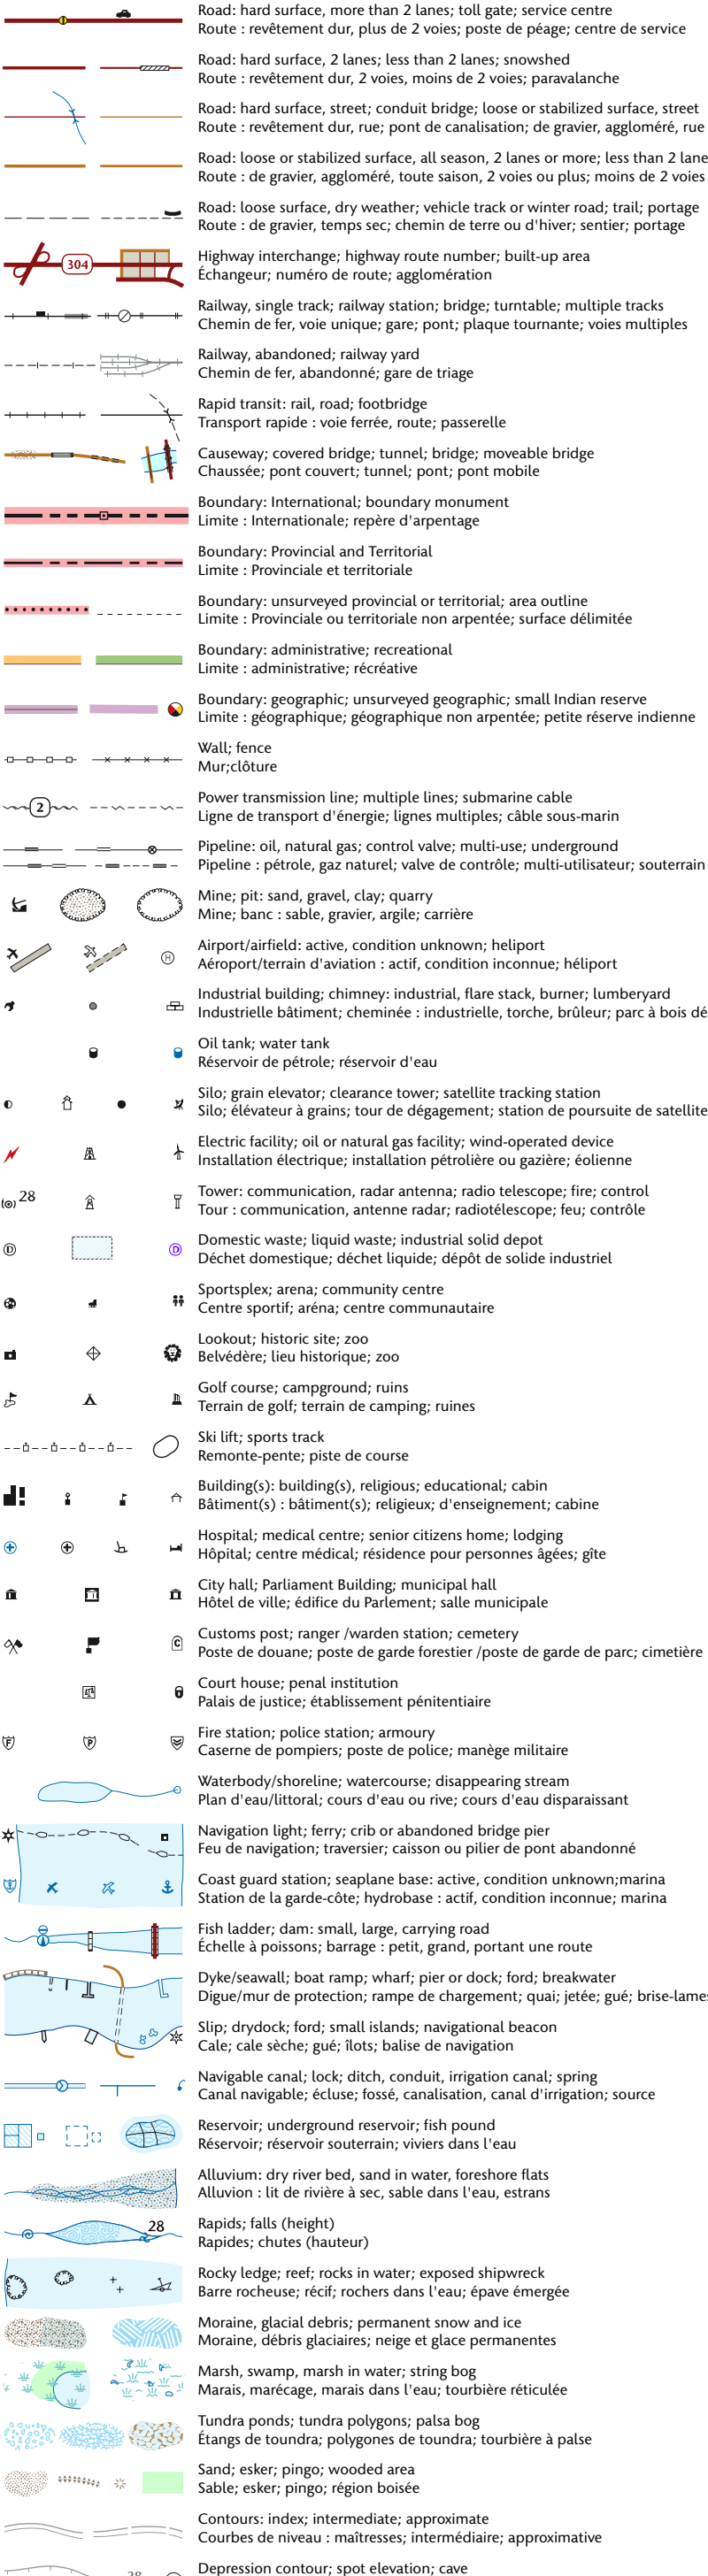 Road: hard surface, more than 2 lanes; toll gate; service centre
Route : revêtement dur, plus de 2 voies; poste de péage; centre de service
Road: hard surface, 2 lanes; less than 2 lanes; snowshed
Route : revêtement dur, 2 voies, moins de 2 voies; paravalanche
Road: hard surface, street; conduit bridge; loose or stabilized surface, street
Route : revêtement dur, rue; pont de canalisation; de gravier, aggloméré, rue
Road: loose or stabilized surface, all season, 2 lanes or more; less than 2 lane
Route : de gravier, aggloméré, toute saison, 2 voies ou plus; moins de 2 voies
Road: loose surface, dry weather; vehicle track or winter road; trail; portage
Route : de gravier, temps sec; chemin de terre ou d'hiver; sentier; portage
304
Highway interchange; highway route number; built-up area
Échangeur; numéro de route; agglomération
Railway, single track; railway station; bridge; turntable; multiple tracks
Chemin de fer, voie unique; gare; pont; plaque tournante; voies multiples
Railway, abandoned; railway yard
Chemin de fer, abandonné; gare de triage
Rapid transit: rail, road; footbridge
Transport rapide : voie ferrée, route; passerelle
Causeway; covered bridge; tunnel; bridge; moveable bridge
Chaussée; pont couvert; tunnel; pont; pont mobile
Boundary: International; boundary monument
Limite : Internationale; repère d'arpentage
Boundary: Provincial and Territorial
Limite : Provinciale et territoriale
Boundary: unsurveyed provincial or territorial; area outline
Limite : Provinciale ou territoriale non arpentée; surface délimitée
Boundary: administrative; recreational
Limite : administrative; récréative
Boundary: geographic; unsurveyed geographic; small Indian reserve
Limite : géographique; géographique non arpentée; petite réserve indienne
Wall; fence
Mur;clôture
2
Power transmission line; multiple lines; submarine cable
Ligne de transport d'énergie; lignes multiples; câble sous-marin
Pipeline: oil, natural gas; control valve; multi-use; underground
Pipeline : pétrole, gaz naturel; valve de contrôle; multi-utilisateur; souterrain
Mine; pit: sand, gravel, clay; quarry
Mine; banc : sable, gravier, argile; carrière
H
Airport/airfield: active, condition unknown; heliport
Aéroport/terrain d'aviation : actif, condition inconnue; héliport
Industrial building; chimney: industrial, flare stack, burner; lumberyard
Industrielle bâtiment; cheminée : industrielle, torche, brûleur; parc à bois dé
Oil tank; water tank
Réservoir de pétrole; réservoir d'eau
Silo; grain elevator; clearance tower; satellite tracking station
Silo; élévateur à grains; tour de dégagement; station de poursuite de satellite
Electric facility; oil or natural gas facility; wind-operated device
Installation électrique; installation pétrolière ou gazière; éolienne
28
Tower: communication, radar antenna; radio telescope; fire; control
Tour : communication, antenne radar; radiotélescope; feu; contrôle
D D
Domestic waste; liquid waste; industrial solid depot
Déchet domestique; déchet liquide; dépôt de solide industriel
Sportsplex; arena; community centre
Centre sportif; aréna; centre communautaire
Lookout; historic site; zoo
Belvédère; lieu historique; zoo
Golf course; campground; ruins
Terrain de golf; terrain de camping; ruines
Ski lift; sports track
Remonte-pente; piste de course
Building(s): building(s), religious; educational; cabin
Bâtiment(s) : bâtiment(s); religieux; d'enseignement; cabine
Hospital; medical centre; senior citizens home; lodging
Hôpital; centre médical; résidence pour personnes âgées; gîte
City hall; Parliament Building; municipal hall
Hôtel de ville; édifice du Parlement; salle municipale
C
Customs post; ranger /warden station; cemetery
Poste de douane; poste de garde forestier /poste de garde de parc; cimetière
Court house; penal institution
Palais de justice; établissement pénitentiaire
F P
Fire station; police station; armoury
Caserne de pompiers; poste de police; manège militaire
Waterbody/shoreline; watercourse; disappearing stream
Plan d'eau/littoral; cours d'eau ou rive; cours d'eau disparaissant
Navigation light; ferry; crib or abandoned bridge pier
Feu de navigation; traversier; caisson ou pilier de pont abandonné
Coast guard station; seaplane base: active, condition unknown;marina
Station de la garde-côte; hydrobase : actif, condition inconnue; marina
Fish ladder; dam: small, large, carrying road
Échelle à poissons; barrage : petit, grand, portant une route
Dyke/seawall; boat ramp; wharf; pier or dock; ford; breakwater
Digue/mur de protection; rampe de chargement; quai; jetée; gué; brise-lames
Slip; drydock; ford; small islands; navigational beacon
Cale; cale sèche; gué; îlots; balise de navigation
Navigable canal; lock; ditch, conduit, irrigation canal; spring
Canal navigable; écluse; fossé, canalisation, canal d'irrigation; source
Reservoir; underground reservoir; fish pound
Réservoir; réservoir souterrain; viviers dans l'eau
Alluvium: dry river bed, sand in water, foreshore flats
Alluvion : lit de rivière à sec, sable dans l'eau, estrans
28
Rapids; falls (height)
Rapides; chutes (hauteur)
Rocky ledge; reef; rocks in water; exposed shipwreck
Barre rocheuse; récif; rochers dans l'eau; épave émergée
Moraine, glacial debris; permanent snow and ice
Moraine, débris glaciaires; neige et glace permanentes
Marsh, swamp, marsh in water; string bog
Marais, marécage, marais dans l'eau; tourbière réticulée
Tundra ponds; tundra polygons; palsa bog
Étangs de toundra; polygones de toundra; tourbière à palse
Sand; esker; pingo; wooded area
Sable; esker; pingo; région boisée
Contours: index; intermediate; approximate
Courbes de niveau : maîtresses; intermédiaire; approximative
Depression contour; spot elevation; cave